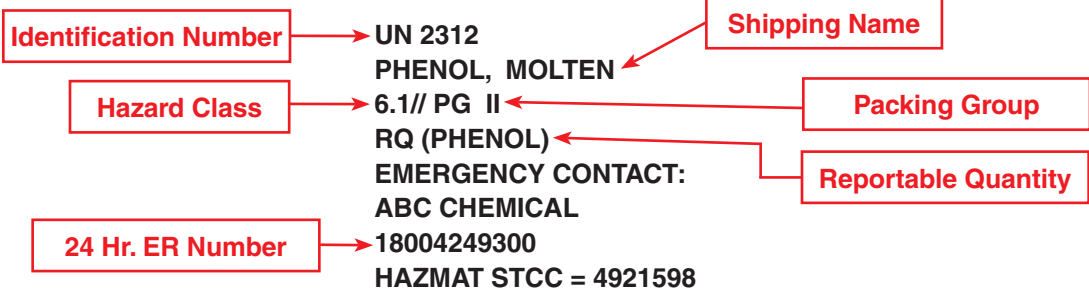 Identification Number
UN 2312
Shipping Name
PHENOL, MOLTEN
Hazard Class
6.1// PG II
Packing Group
RQ (PHENOL)
Reportable Quantity
EMERGENCY CONTACT:
ABC CHEMICAL
24 Hr. ER Number
18004249300
HAZMAT STCC = 4921598